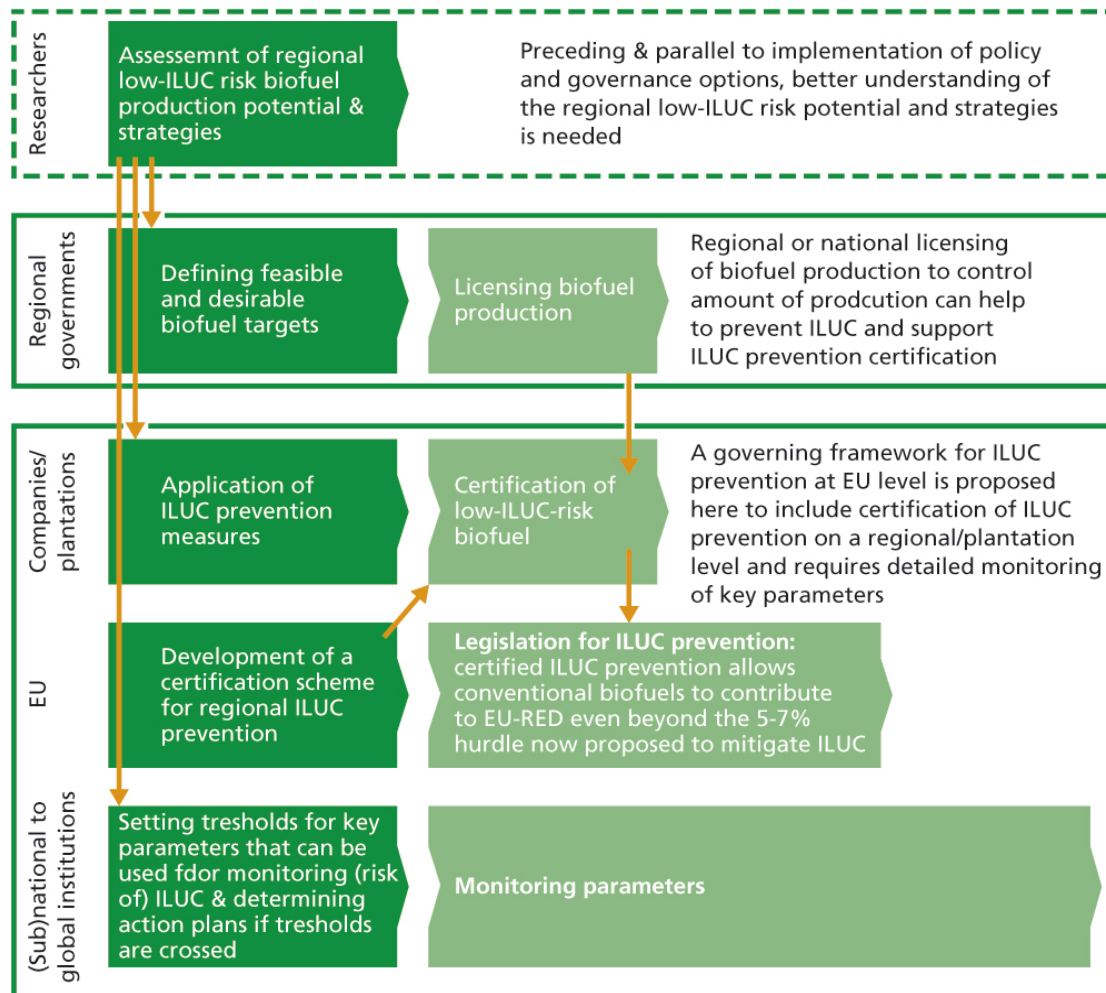 Researchers
Assessemnt of regional
low-ILUC risk biofuel
production potential &
strategies
Preceding & parallel to implementation of policy
and governance options, better understanding of
the regional low-ILUC risk potential and strategies
is needed
Regional
governments
Defining feasible
and desirable
biofuel targets
Licensing biofuel
production
Regional or national licensing
of biofuel production to control
amount of prodcution can help
to prevent ILUC and support
ILUC prevention certification
Companies/
plantations
Application of
ILUC prevention
measures
Certification of
low-ILUC-risk
biofuel
A governing framework for ILUC
prevention at EU level is proposed
here to include certification of ILUC
prevention on a regional/plantation
level and requires detailed monitoring
of key parameters
EU
Development of a
certification scheme
for regional ILUC
prevention
Legislation for ILUC prevention:
certified ILUC prevention allows
conventional biofuels to contribute
to EU-RED even beyond the 5-7%
hurdle now proposed to mitigate ILUC
(Sub)national to
global institutions
Setting tresholds for key
parameters that can be
used fdor monitoring (risk
of) ILUC & determining
action plans if tresholds
are crossed
Monitoring parameters